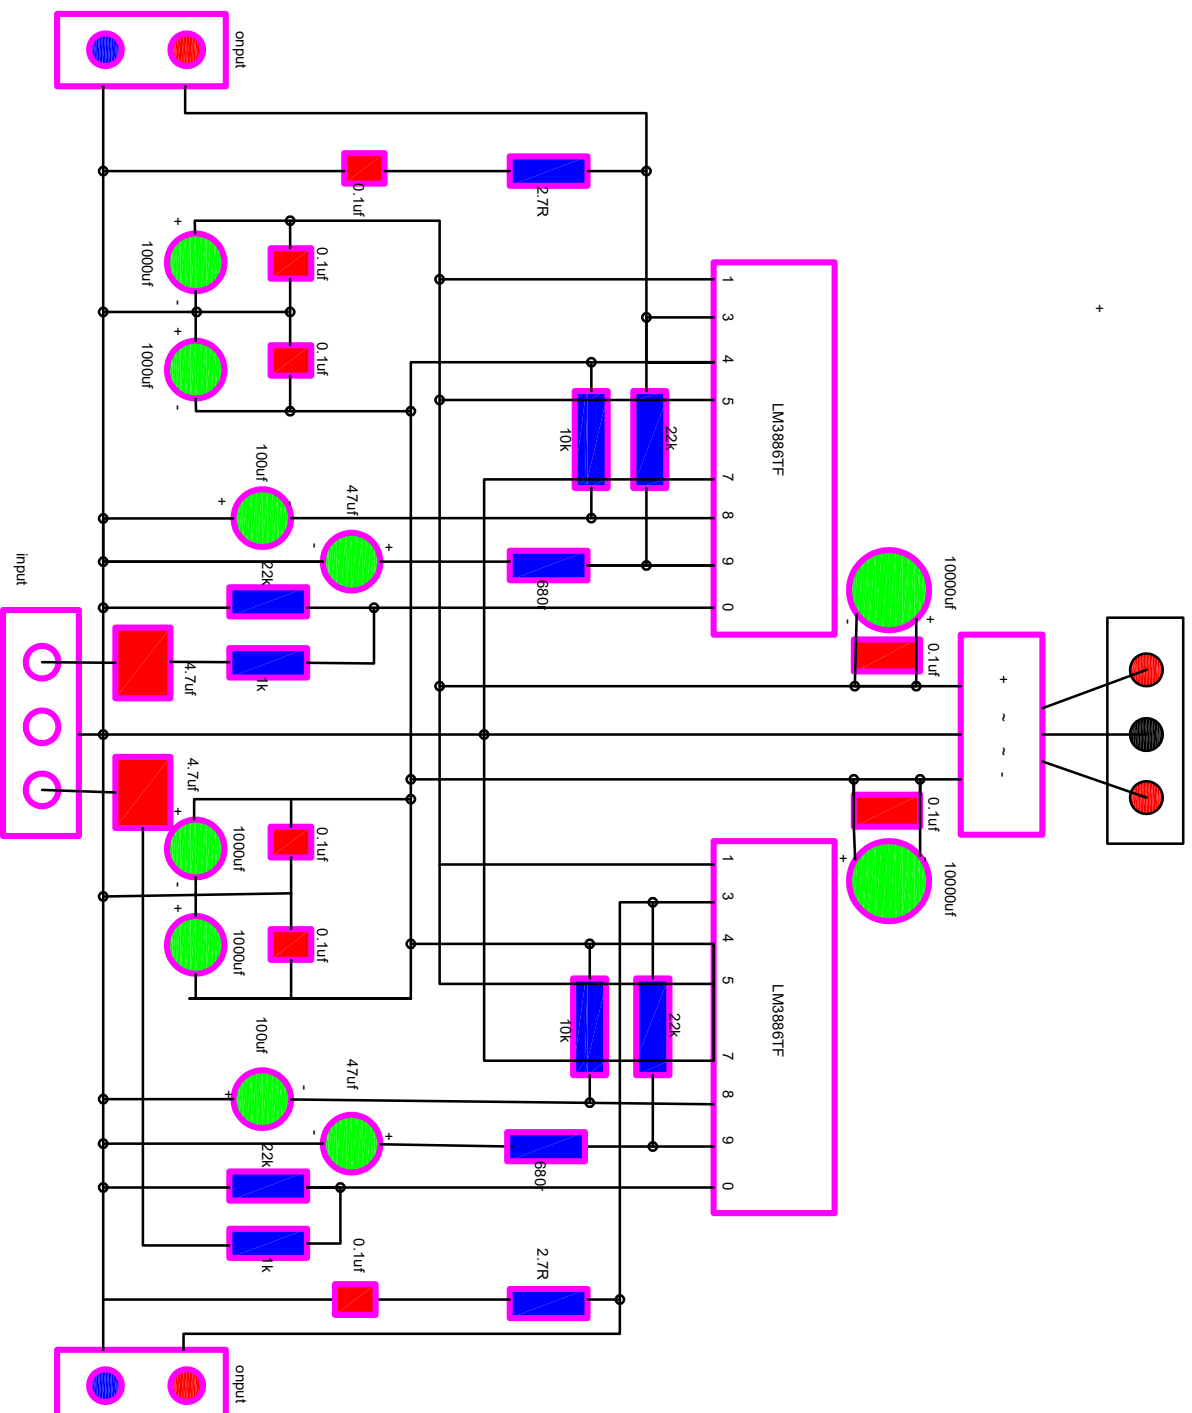 onput
0.1uf
2.7R
+
1000uf
-
0.1uf
+
1000uf
-
0.1uf
1
3
4
5
7
8
9
0
LM3886TF
+
10k
22k
100uf
+
-
47uf
-
+
22k
680r
1k
4.7uf
input
10000uf
-
+
0.1uf
+
~
~
-
4.7uf
+
1000uf
-
0.1uf
+
1000uf
0.1uf
0.1uf
+
-
10000uf
1
3
4
5
7
8
9
0
LM3886TF
10k
22k
100uf
+
-
47uf
-
+
22k
680r
1k
0.1uf
2.7R
onput